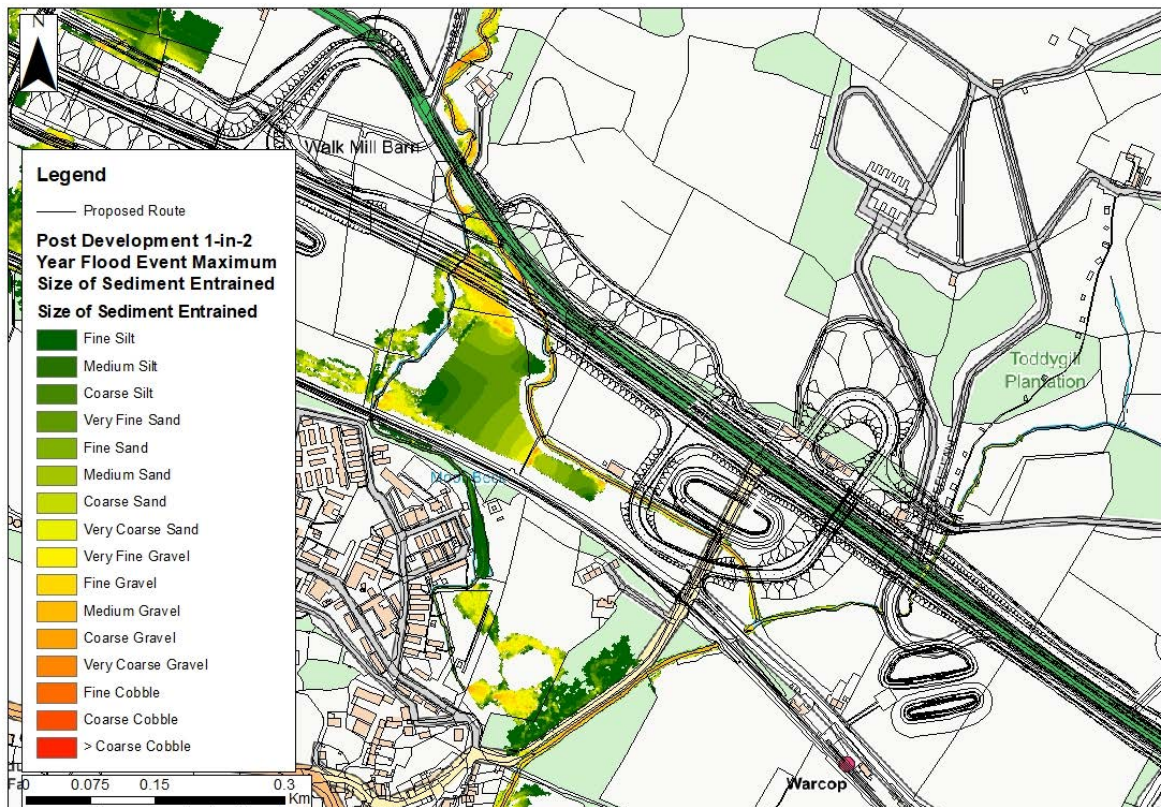 N
Walk Mill Barn
Legend
Proposed Route
Post Development 1-in-2
Year Flood Event Maximum
Size of Sediment Entrained
Size of Sediment Entrained
Fine Silt
Medium Silt
Coarse Silt
Very Fine Sand
Fine Sand
Medium Sand
Coarse Sand
Very Coarse Sand
Very Fine Gravel
Fine Gravel
Medium Gravel
Coarse Gravel
Very Coarse Gravel
Fine Cobble
Coarse Cobble
> Coarse Cobble
Toddygill
Plantation
0 0.075 0.15 0.3
Km
Warcop